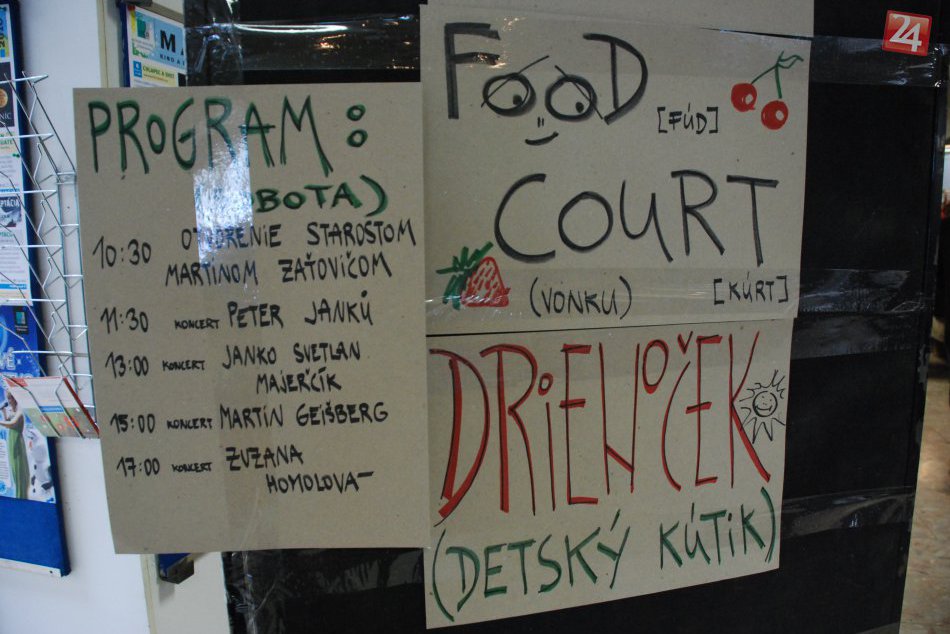 PROGRAM:
BOTA)
10:30 OTVORENIE STAROSTOM
MARTINOM ZAŤOVIČOM
11:30 KONCERT PETER JANKŮ
13:00 KONCERT JANKO SVETLAN
MAJERČÍK
15:00 KONCERT MARTIN GEIŠBERG
17:00 KONCERT ZUZANA
HOMOLOVA
FOOD
[FÚD]
COURT
(VONKU) [KÚRT]
DRIENOČEK
(DETSKÝ KÚTIK)
24